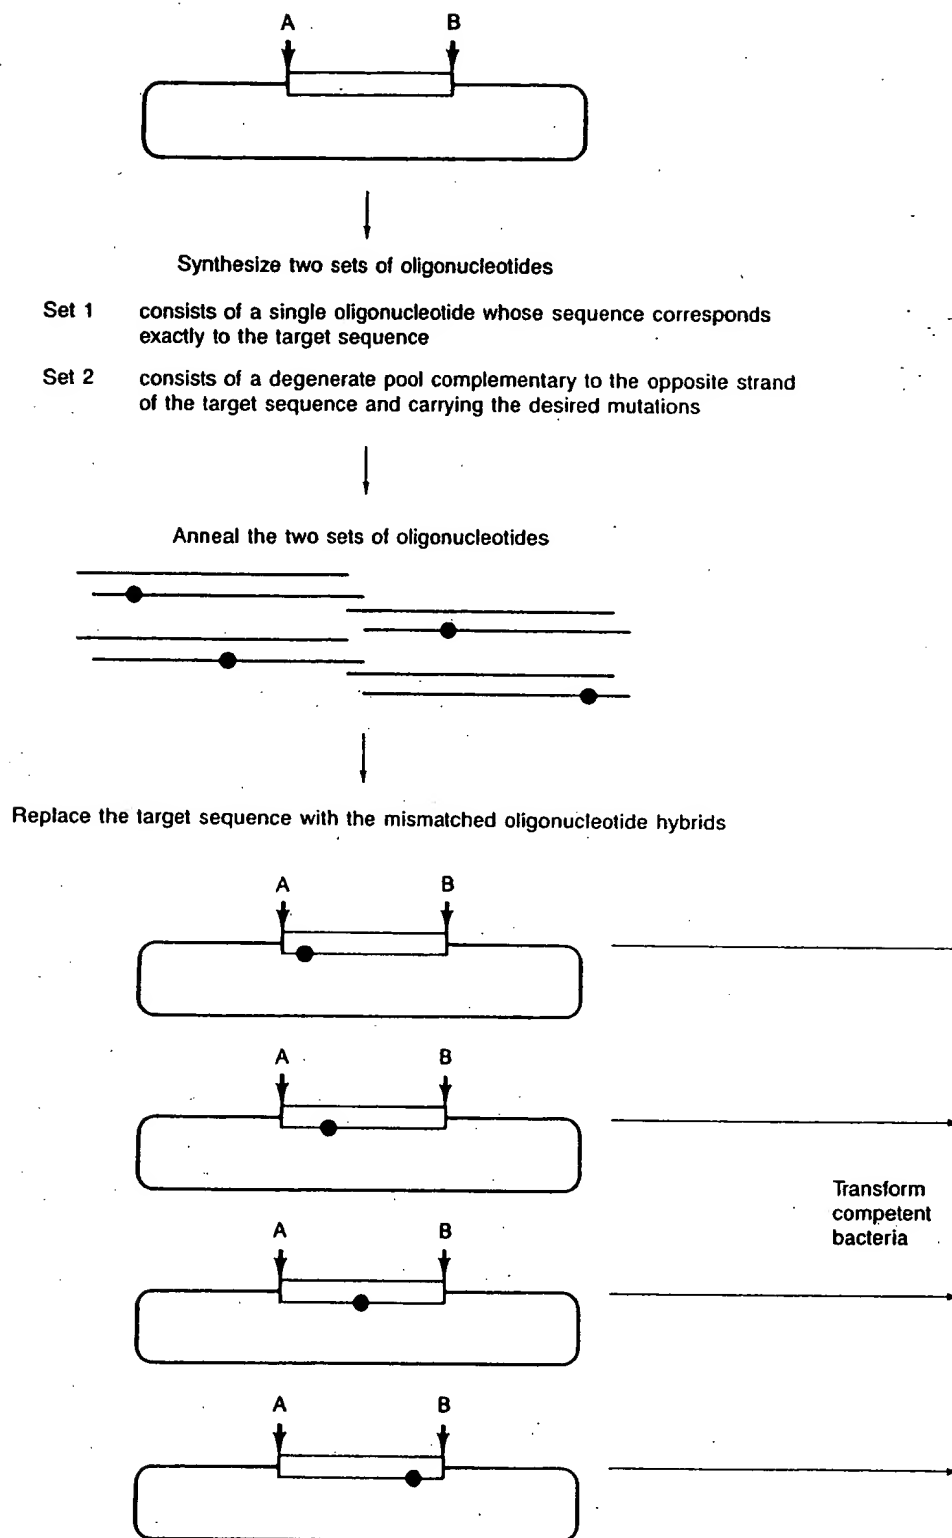 A B
Synthesize two sets of oligonucleotides
Set 1 consists of a single oligonucleotide whose sequence corresponds
exactly to the target sequence
Set 2 consists of a degenerate pool complementary to the opposite strand
of the target sequence and carrying the desired mutations
Anneal the two sets of oligonucleotides
Replace the target sequence with the mismatched oligonucleotide hybrids
A B
A B
Transform
competent
bacteria
A B
A B